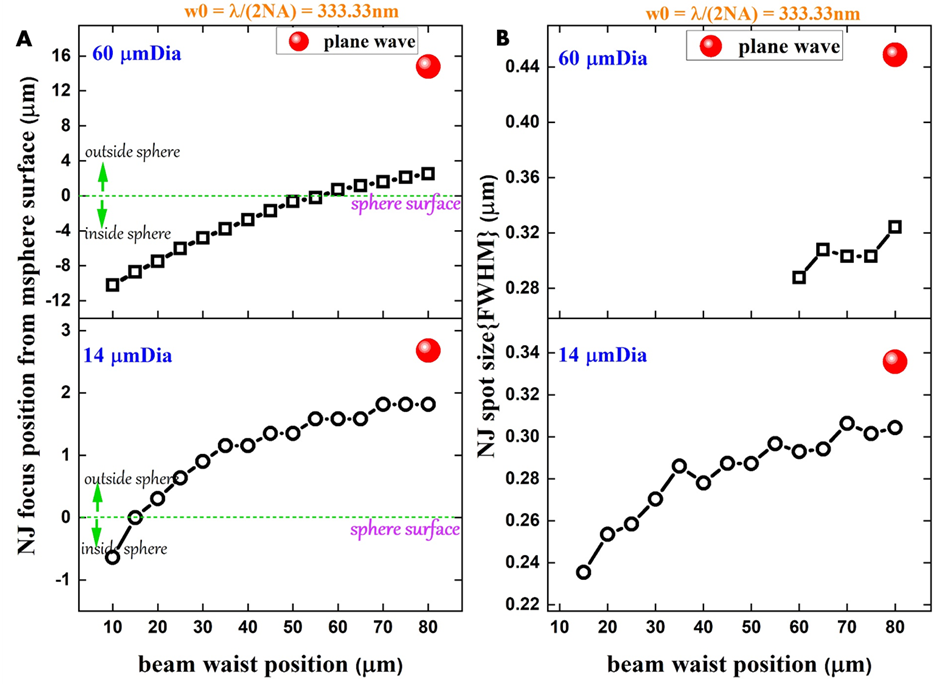 w0 = λ/(2NA) = 333.33nm
A
plane wave
60 μmDia
16
12
8
4
0
-4
-8
-12
outside sphere
inside sphere
sphere surface
14 μmDia
3
2
1
0
-1
outside sphere
inside sphere
sphere surface
10 20 30 40 50 60 70 80
beam waist position (μm)
NJ focus position from msphere surface (μm)
w0 = λ/(2NA) = 333.33nm
B
plane wave
60 μmDia
0.44
0.40
0.36
0.32
0.28
14 μmDia
0.34
0.30
0.28
0.26
0.24
0.22
10 20 30 40 50 60 70 80
beam waist position (μm)
NJ spot size{FWHM} (μm)